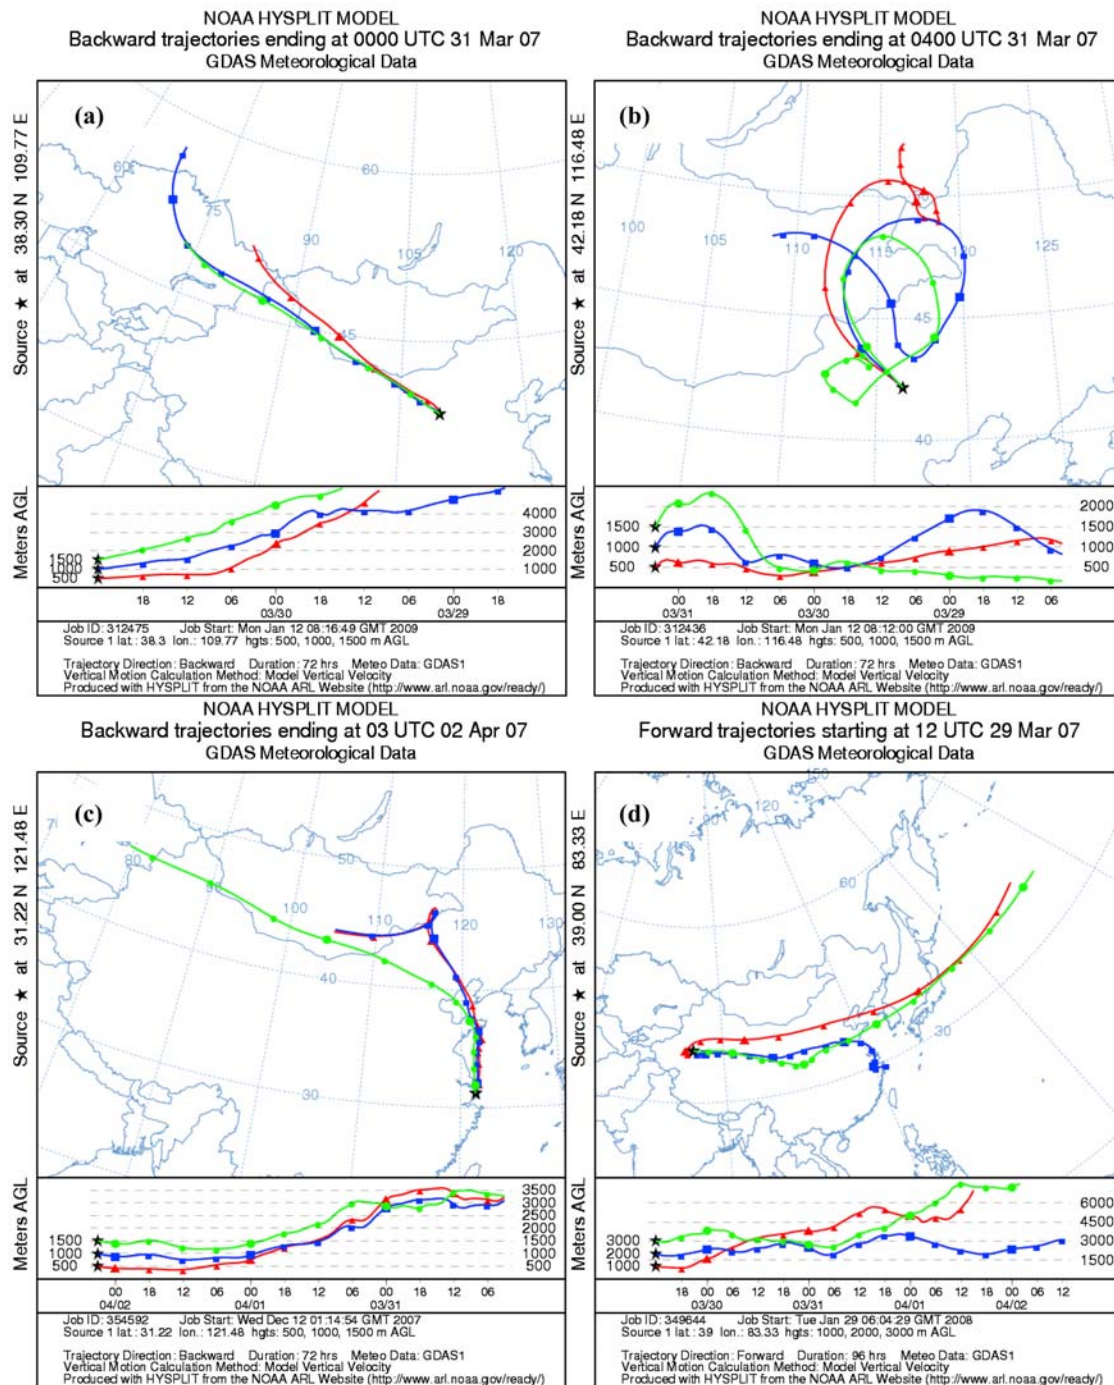 NOAA HYSPLIT MODEL
Backward trajectories ending at 0000 UTC 31 Mar 07
GDAS Meteorological Data
Source ★ at 38.30 N 109.77 E
(a)
60
60
75
90
105
120
45
Meters AGL
4000
3000
2000
1500
1000
1000
500
18 12 06 00 18 12 06 00 18
03/30 03/29
Job ID: 312475 Job Start: Mon Jan 12 08:16:49 GMT 2009
Source 1 lat.: 38.3 lon.: 109.77 hgts: 500, 1000, 1500 m AGL
Trajectory Direction: Backward Duration: 72 hrs Meteo Data: GDAS1
Vertical Motion Calculation Method: Model Vertical Velocity
Produced with HYSPLIT from the NOAA ARL Website (http://www.arl.noaa.gov/ready/)
NOAA HYSPLIT MODEL
Backward trajectories ending at 0400 UTC 31 Mar 07
GDAS Meteorological Data
Source ★ at 42.18 N 116.48 E
(b)
100
105
110
115
120
125
45
40
Meters AGL
2000
1500
1500
1000
1000
500
500
00 18 12 06 00 18 12 06 00 18 12 06
03/31 03/30 03/29
Job ID: 312436 Job Start: Mon Jan 12 08:12:00 GMT 2009
Source 1 lat.: 42.18 lon.: 116.48 hgts: 500, 1000, 1500 m AGL
Trajectory Direction: Backward Duration: 72 hrs Meteo Data: GDAS1
Vertical Motion Calculation Method: Model Vertical Velocity
Produced with HYSPLIT from the NOAA ARL Website (http://www.arl.noaa.gov/ready/)
NOAA HYSPLIT MODEL
Backward trajectories ending at 03 UTC 02 Apr 07
GDAS Meteorological Data
Source ★ at 31.22 N 121.48 E
(c)
80
50
100
110
120
130
40
30
Meters AGL
3500
3000
2500
2000
1500
1500
1000
1000
500
500
00 18 12 06 00 18 12 06 00 18 12 06
04/02 04/01 03/31
Job ID: 354592 Job Start: Wed Dec 12 01:14:54 GMT 2007
Source 1 lat.: 31.22 lon.: 121.48 hgts: 500, 1000, 1500 m AGL
Trajectory Direction: Backward Duration: 72 hrs Meteo Data: GDAS1
Vertical Motion Calculation Method: Model Vertical Velocity
Produced with HYSPLIT from the NOAA ARL Website (http://www.arl.noaa.gov/ready/)
NOAA HYSPLIT MODEL
Forward trajectories starting at 12 UTC 29 Mar 07
GDAS Meteorological Data
Source ★ at 39.00 N 83.33 E
(d)
90
120
150
60
30
Meters AGL
6000
4500
3000
3000
2000
1500
1000
18 00 06 12 18 00 06 12 18 00 06 12 18 00 06 12
03/30 03/31 04/01 04/02
Job ID: 349644 Job Start: Tue Jan 29 06:04:29 GMT 2008
Source 1 lat.: 39 lon.: 83.33 hgts: 1000, 2000, 3000 m AGL
Trajectory Direction: Forward Duration: 96 hrs Meteo Data: GDAS1
Vertical Motion Calculation Method: Model Vertical Velocity
Produced with HYSPLIT from the NOAA ARL Website (http://www.arl.noaa.gov/ready/)